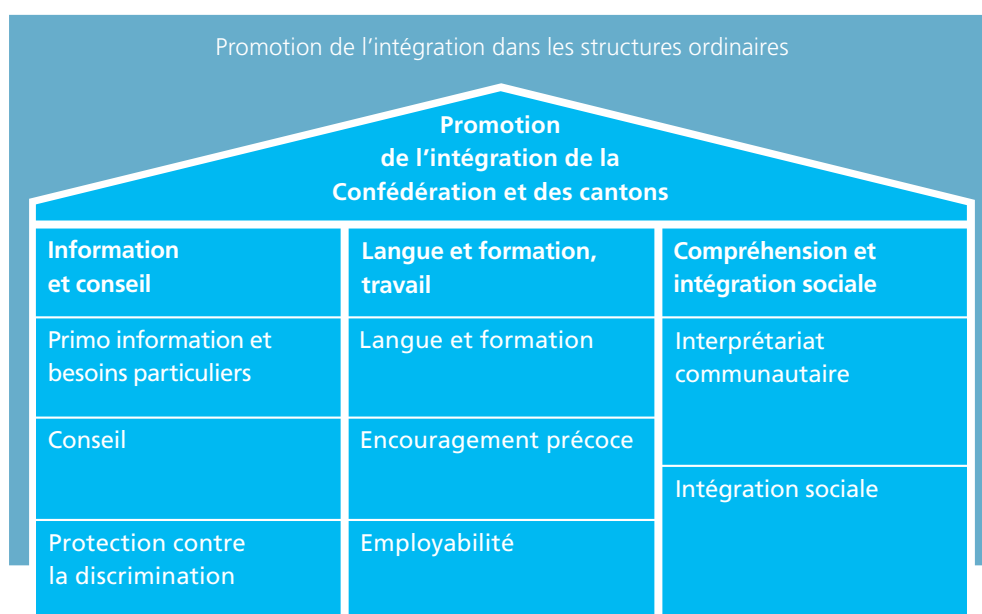 Promotion de l’intégration dans les structures ordinaires
Promotion
de l’intégration de la
Confédération et des cantons
Information
et conseil
Primo information et
besoins particuliers
Conseil
Protection contre
la discrimination
Langue et formation,
travail
Langue et formation
Encouragement précoce
Employabilité
Compréhension et
intégration sociale
Interprétariat
communautaire
Intégration sociale